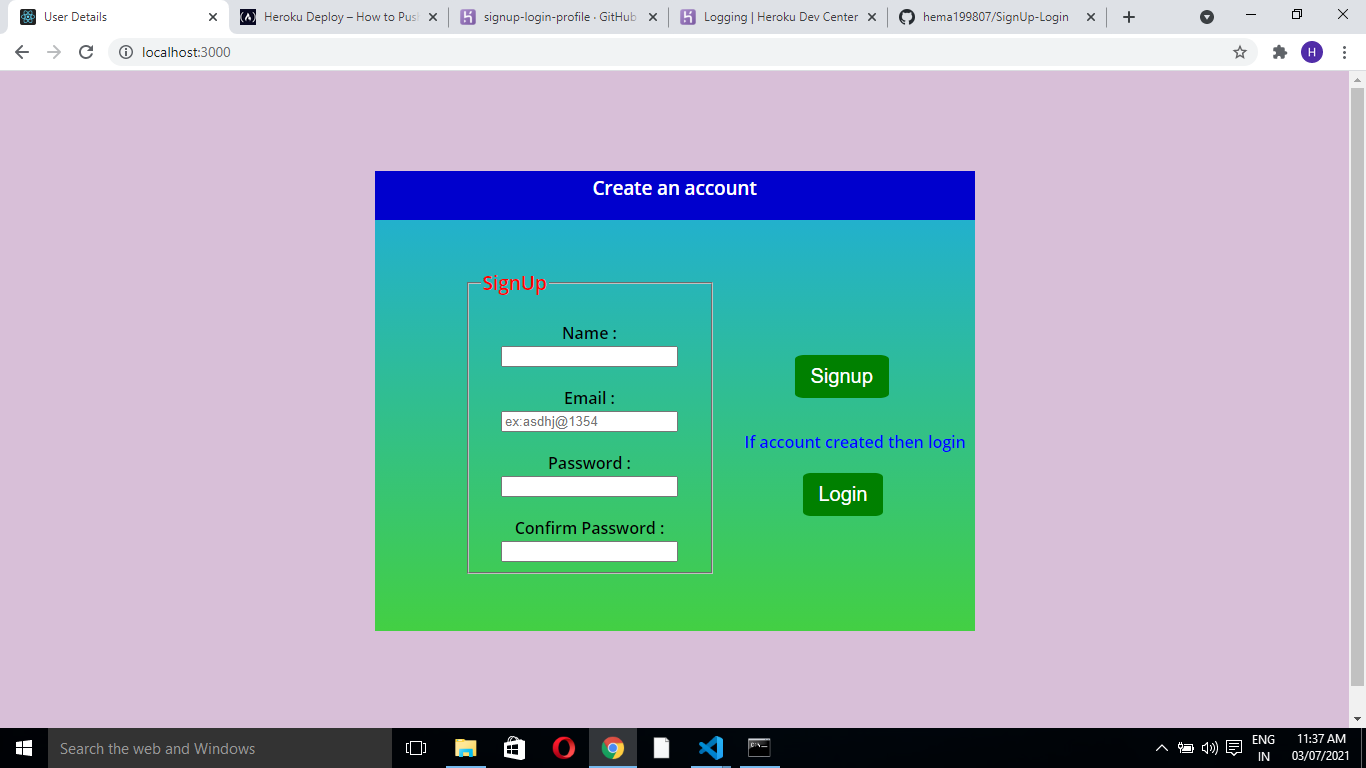 User Details
Heroku Deploy – How to Pus
signup-login-profile · GitHub
Logging | Heroku Dev Center
hema199807/SignUp-Login
localhost:3000
H
Create an account
SignUp
Name :
Email :
ex:asdhj@1354
Password :
Confirm Password :
Signup
If account created then login
Login
Search the web and Windows
ENG
IN
11:37 AM
03/07/2021